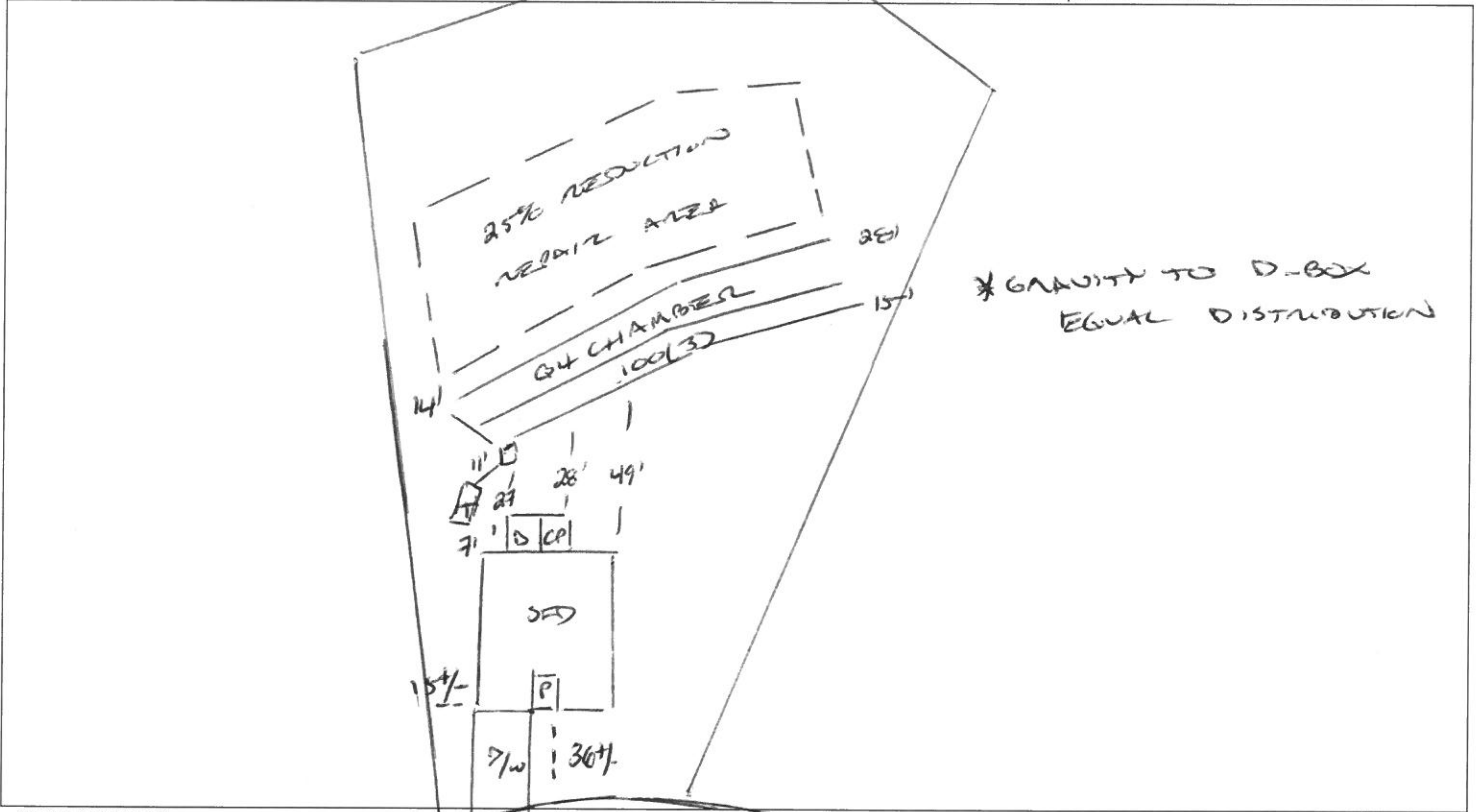 25% REDUCTION
REPAIR AREA
28'
15'
Q4 CHAMBER
100(3)
* GRAVITY TO D-BOX
EQUAL DISTRIBUTION
14'
11'
27'
28'
49'
T
7'
D CP
SFD
15+/-
P
D/W
36+/-